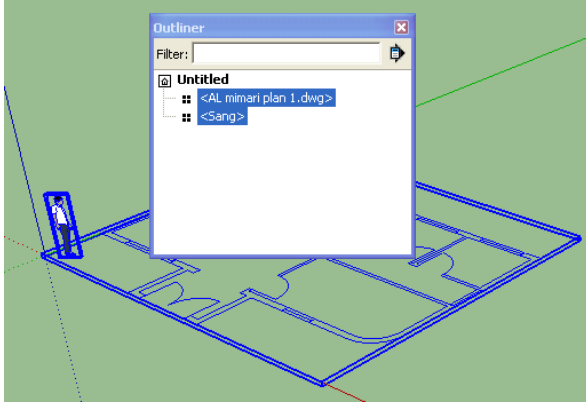 Outliner
Filter:
Untitled
<AL mimari plan 1.dwg>
<Sang>